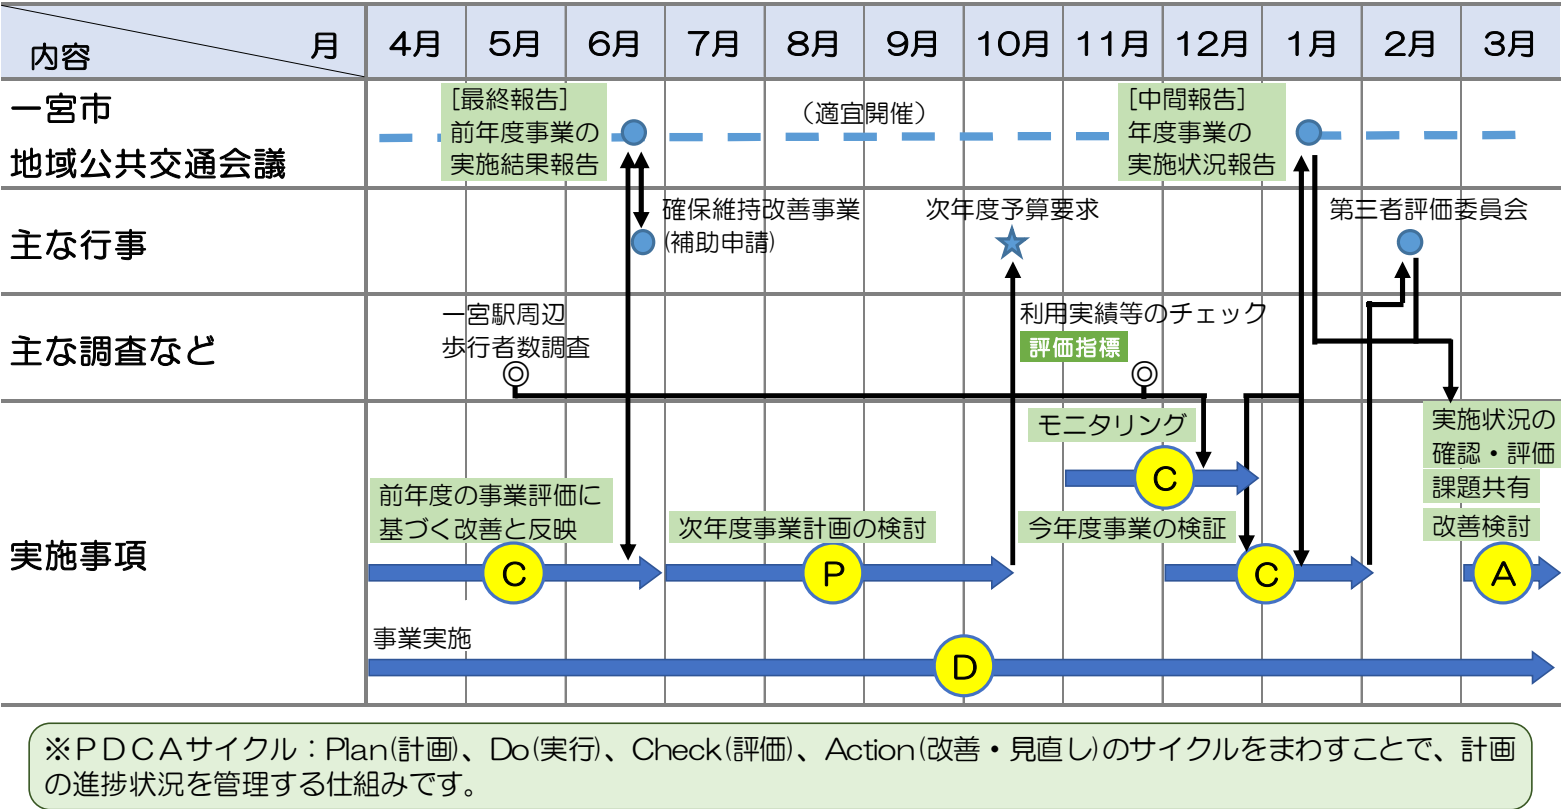 内容
月
4月 5月 6月 7月 8月 9月 10月 11月 12月 1月 2月 3月
一宮市
地域公共交通会議
[最終報告]
前年度事業の
実施結果報告
（適宜開催）
[中間報告]
年度事業の
実施状況報告
主な行事
確保維持改善事業
(補助申請)
次年度予算要求
第三者評価委員会
主な調査など
一宮駅周辺
歩行者数調査
利用実績等のチェック
評価指標
実施事項
モニタリング
C
実施状況の
確認・評価
課題共有
改善検討
前年度の事業評価に
基づく改善と反映
次年度事業計画の検討
今年度事業の検証
C
P
C
A
事業実施
D
※ＰＤＣＡサイクル：Plan(計画)、Do(実行)、Check(評価)、Action(改善・見直し)のサイクルをまわすことで、計画
の進捗状況を管理する仕組みです。